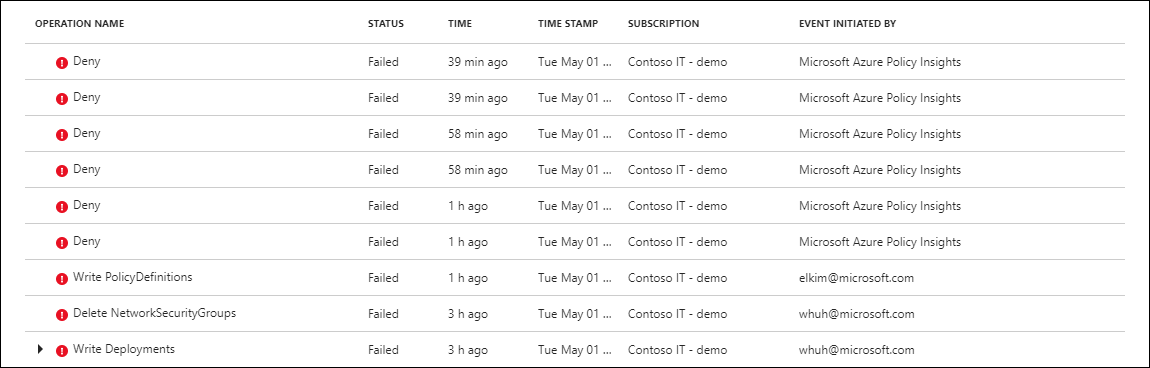 OPERATION NAME STATUS TIME TIME STAMP SUBSCRIPTION EVENT INITIATED BY
Deny Failed 39 min ago Tue May 01 ... Contoso IT - demo Microsoft Azure Policy Insights
Deny Failed 39 min ago Tue May 01 ... Contoso IT - demo Microsoft Azure Policy Insights
Deny Failed 58 min ago Tue May 01 ... Contoso IT - demo Microsoft Azure Policy Insights
Deny Failed 58 min ago Tue May 01 ... Contoso IT - demo Microsoft Azure Policy Insights
Deny Failed 1 h ago Tue May 01 ... Contoso IT - demo Microsoft Azure Policy Insights
Deny Failed 1 h ago Tue May 01 ... Contoso IT - demo Microsoft Azure Policy Insights
Write PolicyDefinitions Failed 1 h ago Tue May 01 ... Contoso IT - demo elkim@microsoft.com
Delete NetworkSecurityGroups Failed 3 h ago Tue May 01 ... Contoso IT - demo whuh@microsoft.com
Write Deployments Failed 3 h ago Tue May 01 ... Contoso IT - demo whuh@microsoft.com